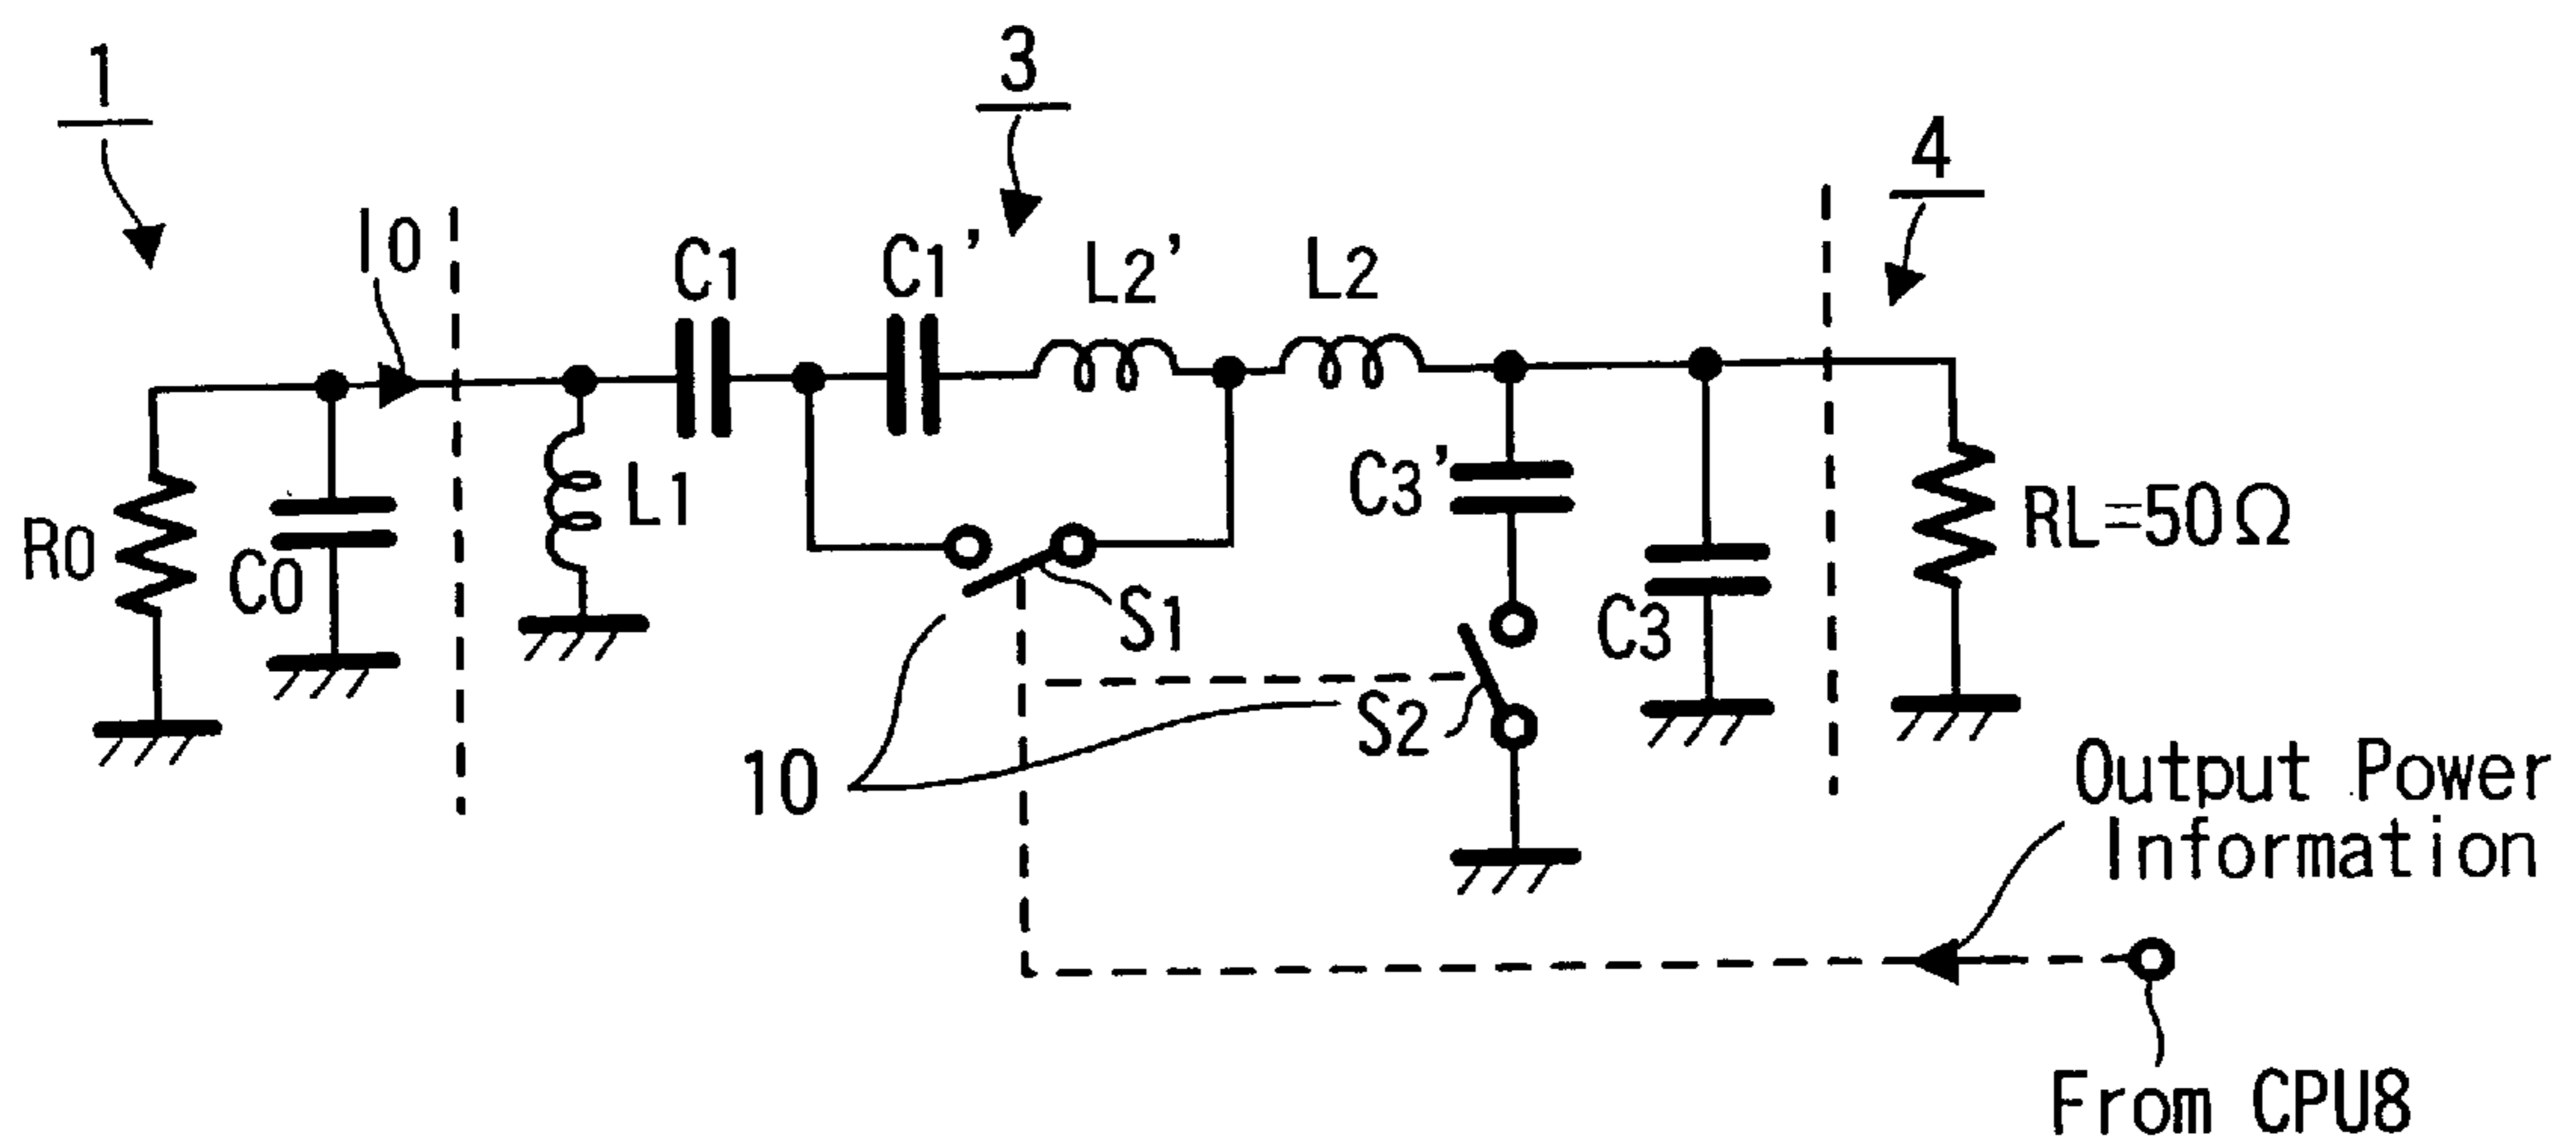 1
3
4
I0
C1
C1'
L2'
L2
R0
C0
L1
S1
C3'
C3
RL=50Ω
10
S2
Output Power
Information
From CPU8